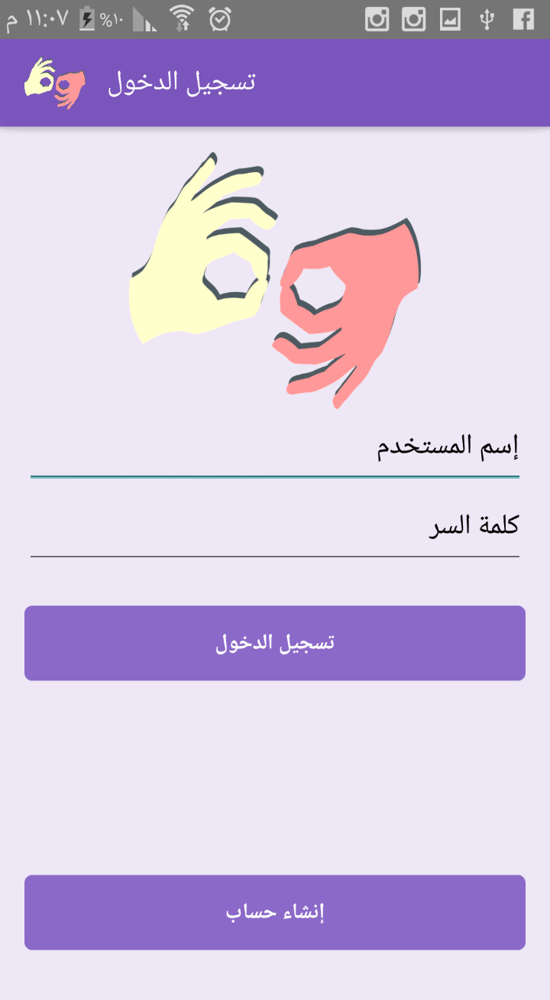 ١١:٠٧ م
%١٠
تسجيل الدخول
إسم المستخدم
كلمة السر
تسجيل الدخول
إنشاء حساب